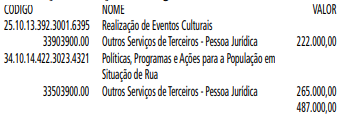 CODIGO NOME VALOR
25.10.13.392.3001.6395 Realização de Eventos Culturais
33903900.00 Outros Serviços de Terceiros - Pessoa Jurídica 222.000,00
34.10.14.422.3023.4321 Políticas, Programas e Ações para a População em
Situação de Rua
33503900.00 Outros Serviços de Terceiros - Pessoa Jurídica 265.000,00
487.000,00